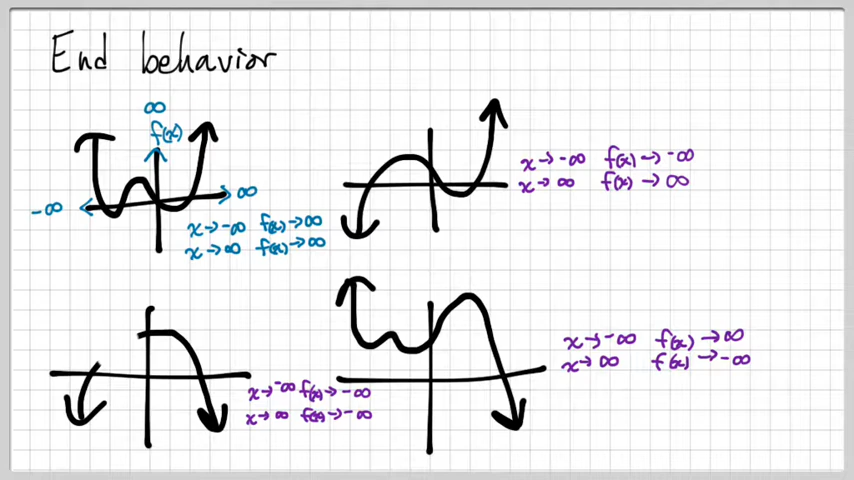 End behavior
∞
f(x)
-∞
∞
x→-∞ f(x)→∞
x→∞ f(x)→∞
x→-∞ f(x)→-∞
x→∞ f(x)→∞
x→-∞ f(x)→-∞
x→∞ f(x)→-∞
x→-∞ f(x)→∞
x→∞ f(x)→-∞